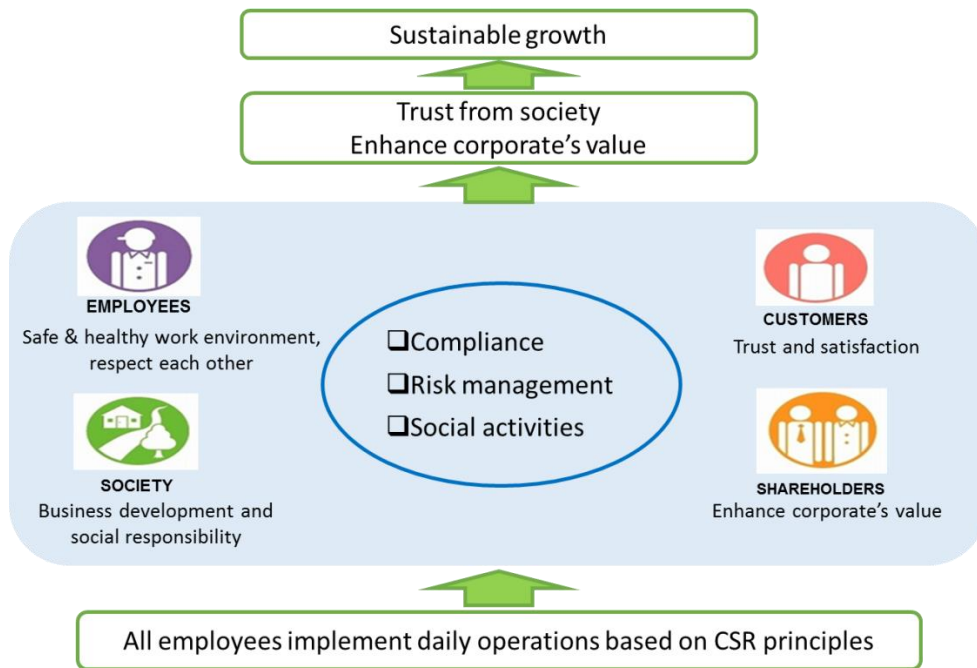 Sustainable growth
Trust from society
Enhance corporate's value
EMPLOYEES
Safe & healthy work environment,
respect each other
SOCIETY
Business development and
social responsibility
❑Compliance
❑Risk management
❑Social activities
CUSTOMERS
Trust and satisfaction
SHAREHOLDERS
Enhance corporate's value
All employees implement daily operations based on CSR principles